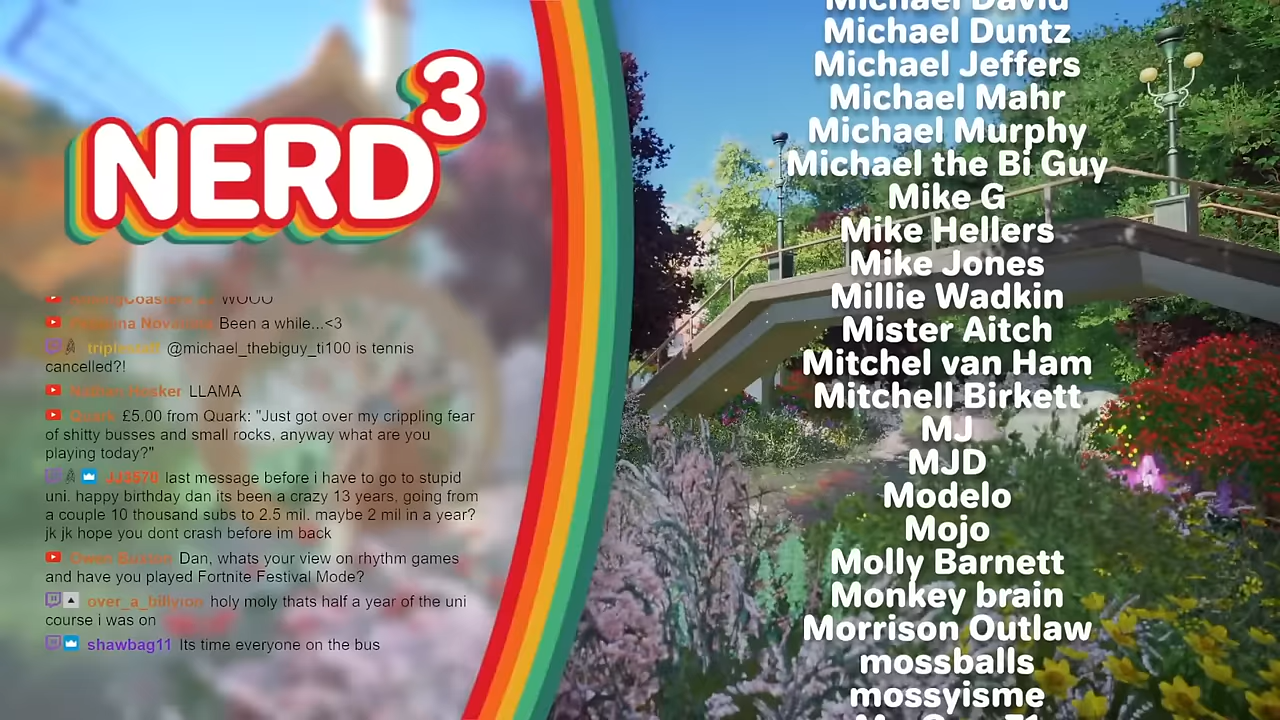 NERD³
WOOO
Been a while...<3
@michael_thebiguy_ti100 is tennis
cancelled?!
LLAMA
Quark £5.00 from Quark: "Just got over my crippling fear
of shitty busses and small rocks, anyway what are you
playing today?"
JJ3570 last message before i have to go to stupid
uni. happy birthday dan its been a crazy 13 years, going from
a couple 10 thousand subs to 2.5 mil. maybe 2 mil in a year?
jk jk hope you dont crash before im back
Dan, whats your view on rhythm games
and have you played Fortnite Festival Mode?
over_a_billyion holy moly thats half a year of the uni
course i was on
shawbag11 Its time everyone on the bus
Michael David
Michael Duntz
Michael Jeffers
Michael Mahr
Michael Murphy
Michael the Bi Guy
Mike G
Mike Hellers
Mike Jones
Millie Wadkin
Mister Aitch
Mitchel van Ham
Mitchell Birkett
MJ
MJD
Modelo
Mojo
Molly Barnett
Monkey brain
Morrison Outlaw
mossballs
mossyisme